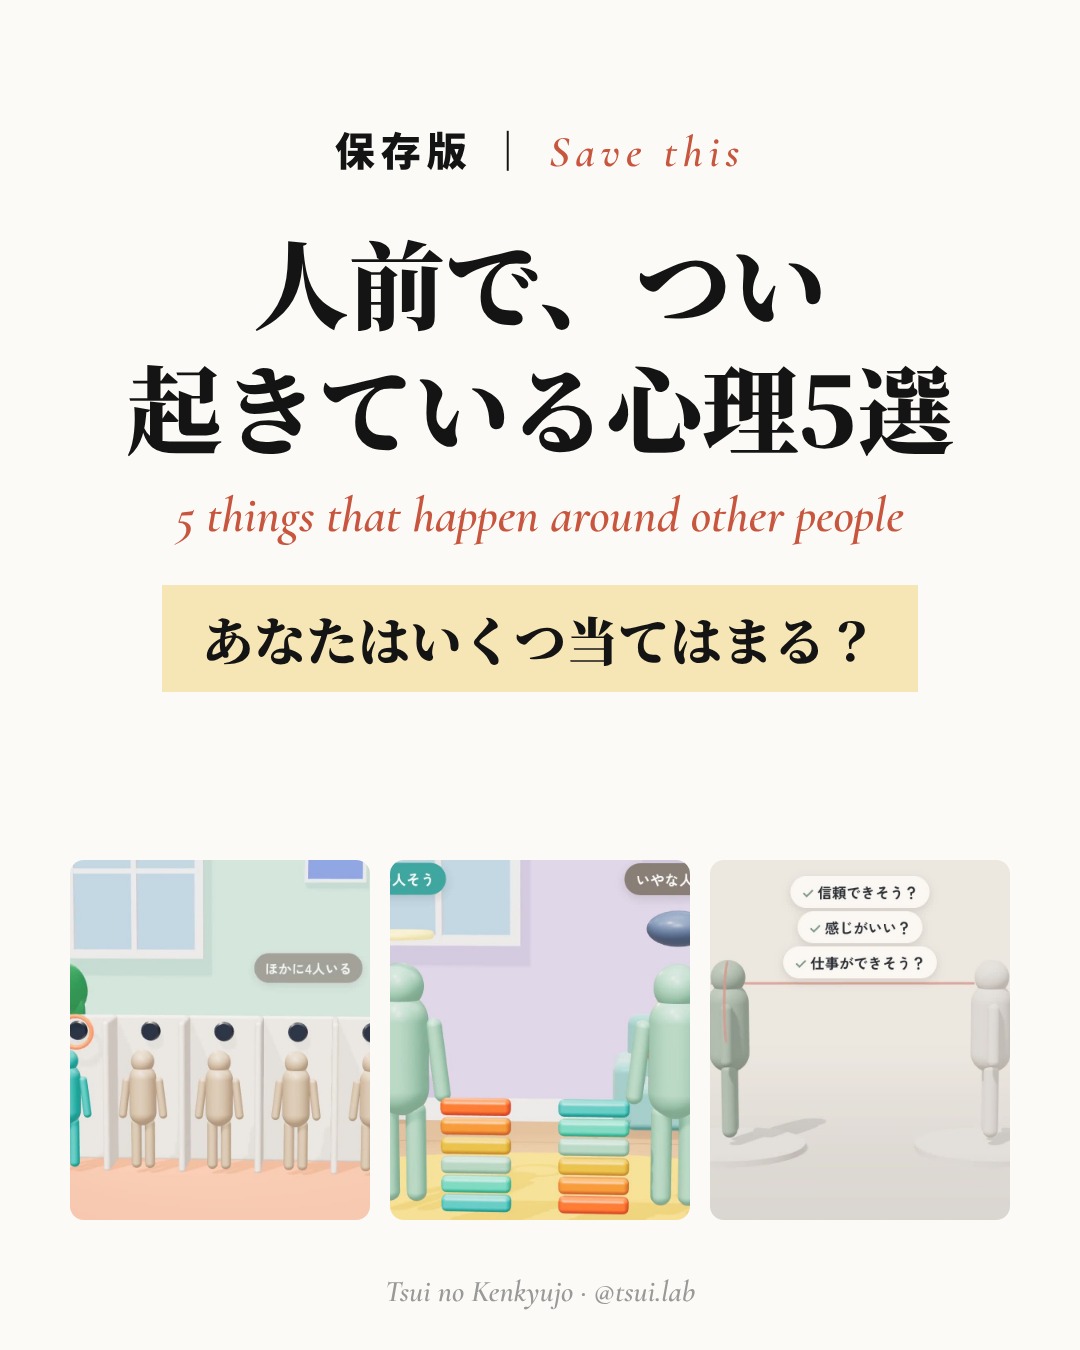 保存版 | Save this
人前で、つい
起きている心理5選
5 things that happen around other people
あなたはいくつ当てはまる？
ほかに4人いる
人そう
いやな人
✓ 信頼できそう？
✓ 感じがいい？
✓ 仕事ができそう？
Tsui no Kenkyujo · @tsui.lab